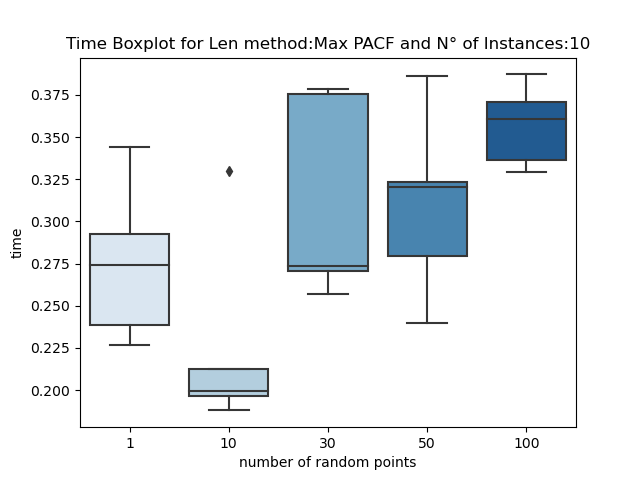 Time Boxplot for Len method:Max PACF and N° of Instances:10
time
0.375
0.350
0.325
0.300
0.275
0.250
0.225
0.200
1 10 30 50 100
number of random points